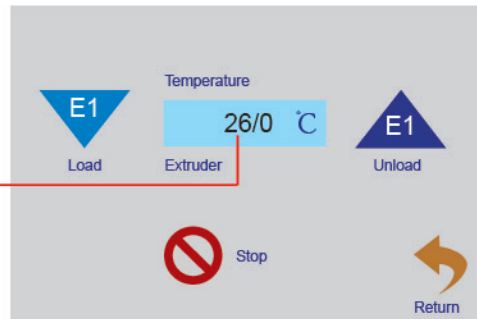 Temperature
E1
26/0 ℃
E1
Load
Extruder
Unload
Stop
Return